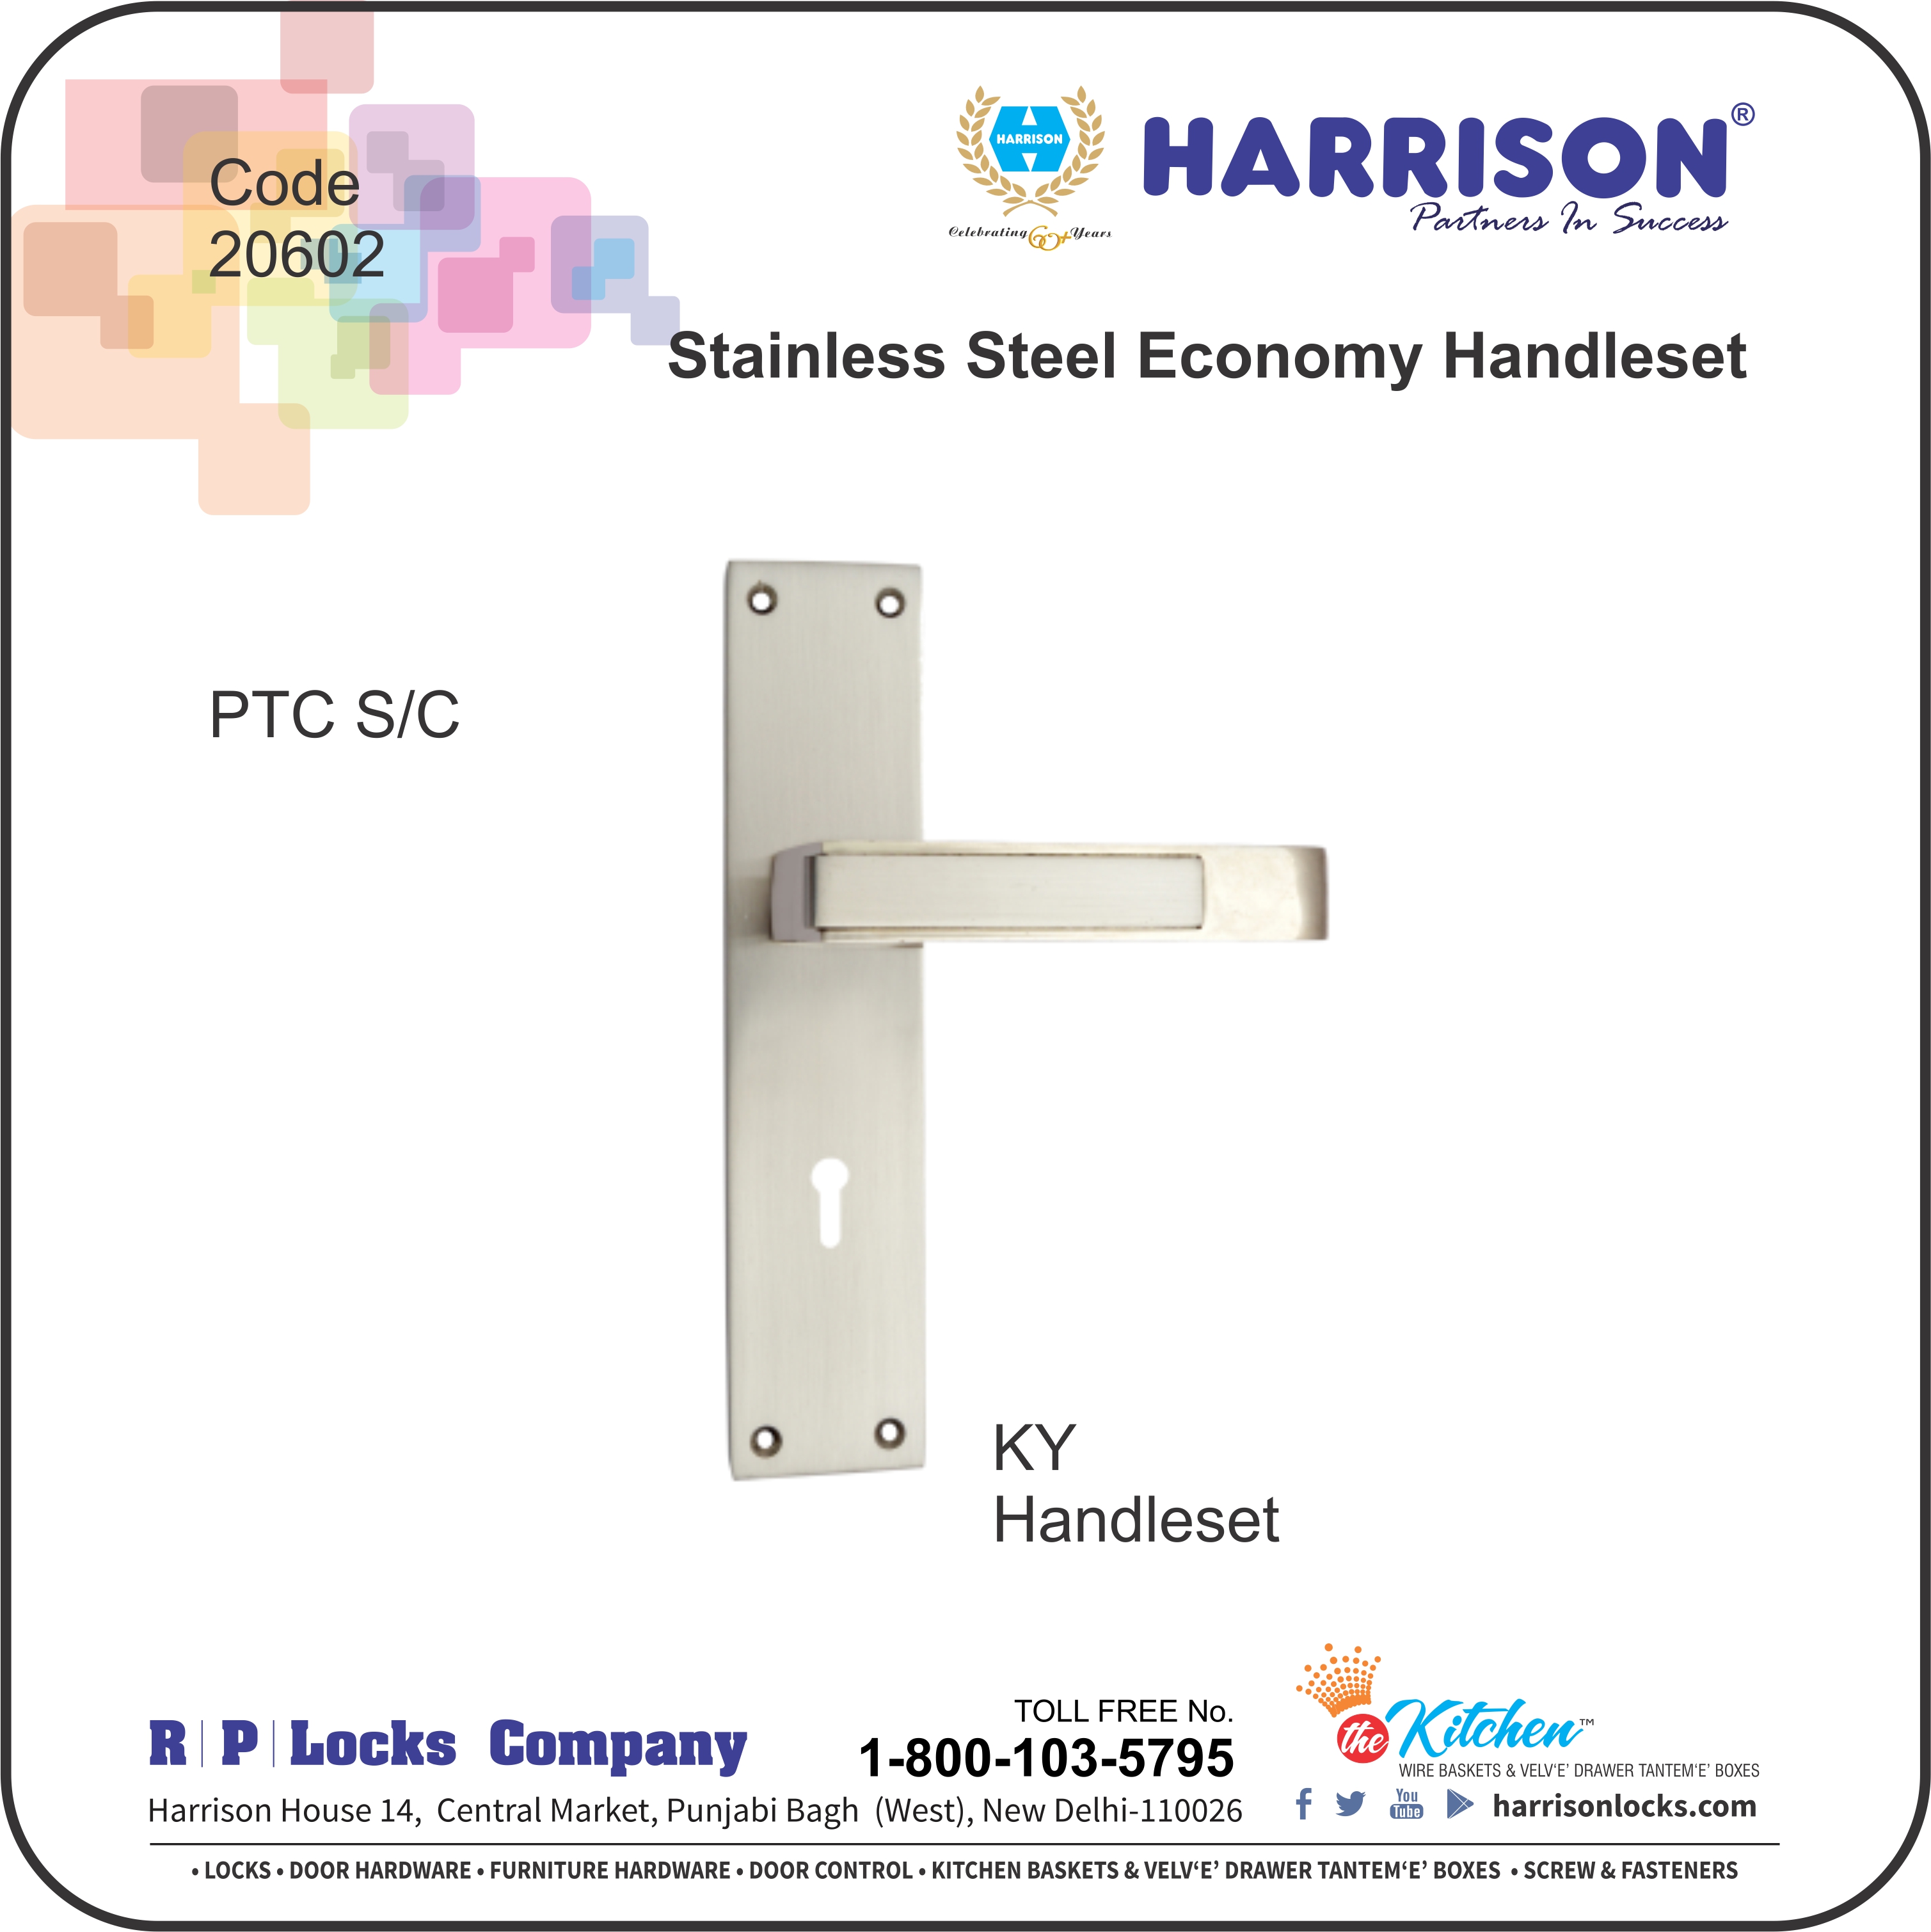 Code
20602
HARRISON
Celebrating 60+ Years
HARRISON®
Partners In Success
Stainless Steel Economy Handleset
PTC S/C
KY
Handleset
R|P|Locks Company
TOLL FREE No.
1-800-103-5795
the Kitchen™
WIRE BASKETS & VELV‘E’ DRAWER TANTEM‘E’ BOXES
Harrison House 14, Central Market, Punjabi Bagh (West), New Delhi-110026
f You Tube harrisonlocks.com
• LOCKS • DOOR HARDWARE • FURNITURE HARDWARE • DOOR CONTROL • KITCHEN BASKETS & VELV‘E’ DRAWER TANTEM‘E’ BOXES • SCREW & FASTENERS